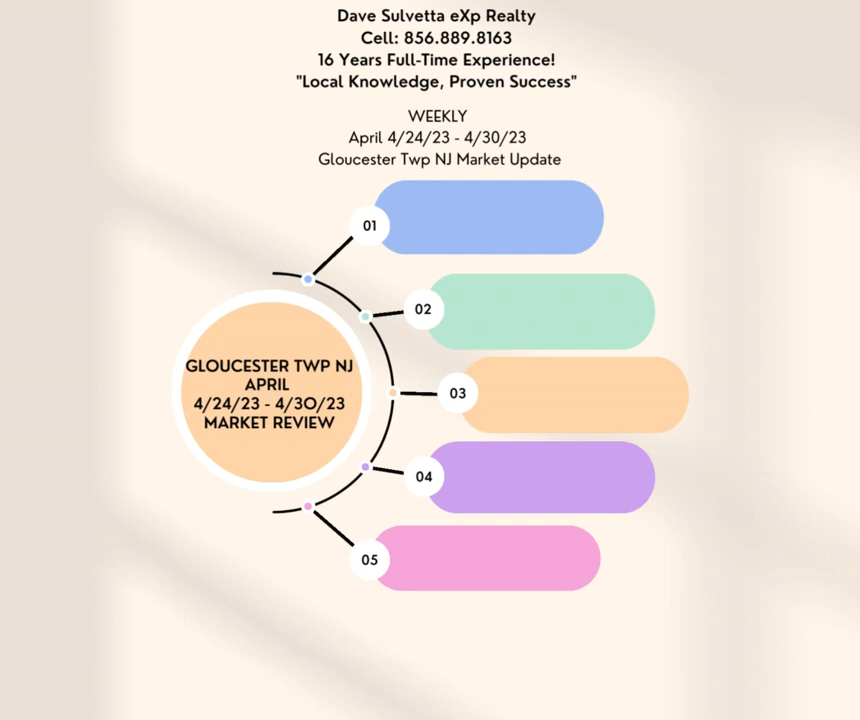 Dave Sulvetta eXp Realty
Cell: 856.889.8163
16 Years Full-Time Experience!
"Local Knowledge, Proven Success"
WEEKLY
April 4/24/23 - 4/30/23
Gloucester Twp NJ Market Update
01
02
03
04
05
GLOUCESTER TWP NJ
APRIL
4/24/23 - 4/30/23
MARKET REVIEW